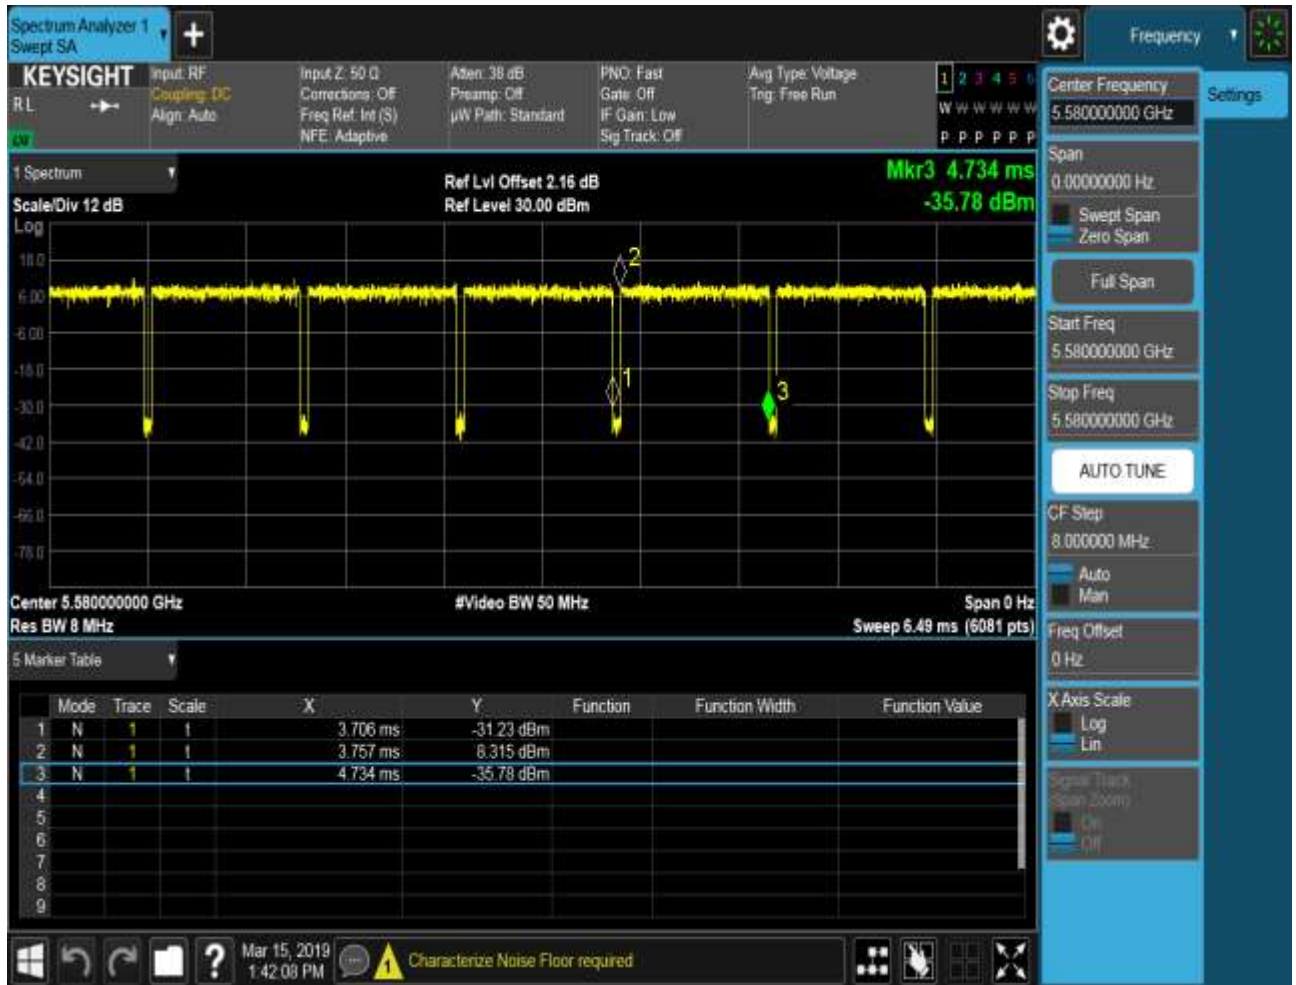 Spectrum Analyzer 1
Swept SA
Frequency
KEYSIGHT
RL
Input: RF
Coupling: DC
Align: Auto
Input Z: 50 Ω
Corrections: Off
Freq Ref: Int (S)
NFE: Adaptive
Atten: 38 dB
Preamp: Off
µW Path: Standard
PNO: Fast
Gate: Off
IF Gain: Low
Sig Track: Off
Avg Type: Voltage
Trig: Free Run
1 2 3 4 5 6
W W W W W W
P P P P P P
1 Spectrum
Scale/Div 12 dB
Log
Ref Lvl Offset 2.16 dB
Ref Level 30.00 dBm
Mkr3 4.734 ms
-35.78 dBm
18.0
6.00
-6.00
-18.0
-30.0
-42.0
-54.0
-66.0
-78.0
2
1
3
Center 5.580000000 GHz
Res BW 8 MHz
#Video BW 50 MHz
Span 0 Hz
Sweep 6.49 ms (6081 pts)
5 Marker Table
Mode Trace Scale X Y Function Function Width Function Value
1 N 1 t 3.706 ms -31.23 dBm
2 N 1 t 3.757 ms 8.315 dBm
3 N 1 t 4.734 ms -35.78 dBm
4
5
6
7
8
9
Mar 15, 2019
1:42:08 PM
1
Characterize Noise Floor required
Center Frequency
5.580000000 GHz
Settings
Span
0.00000000 Hz
Swept Span
Zero Span
Full Span
Start Freq
5.580000000 GHz
Stop Freq
5.580000000 GHz
AUTO TUNE
CF Step
8.000000 MHz
Auto
Man
Freq Offset
0 Hz
X Axis Scale
Log
Lin
Signal Track
(Span Zoom)
On
Off